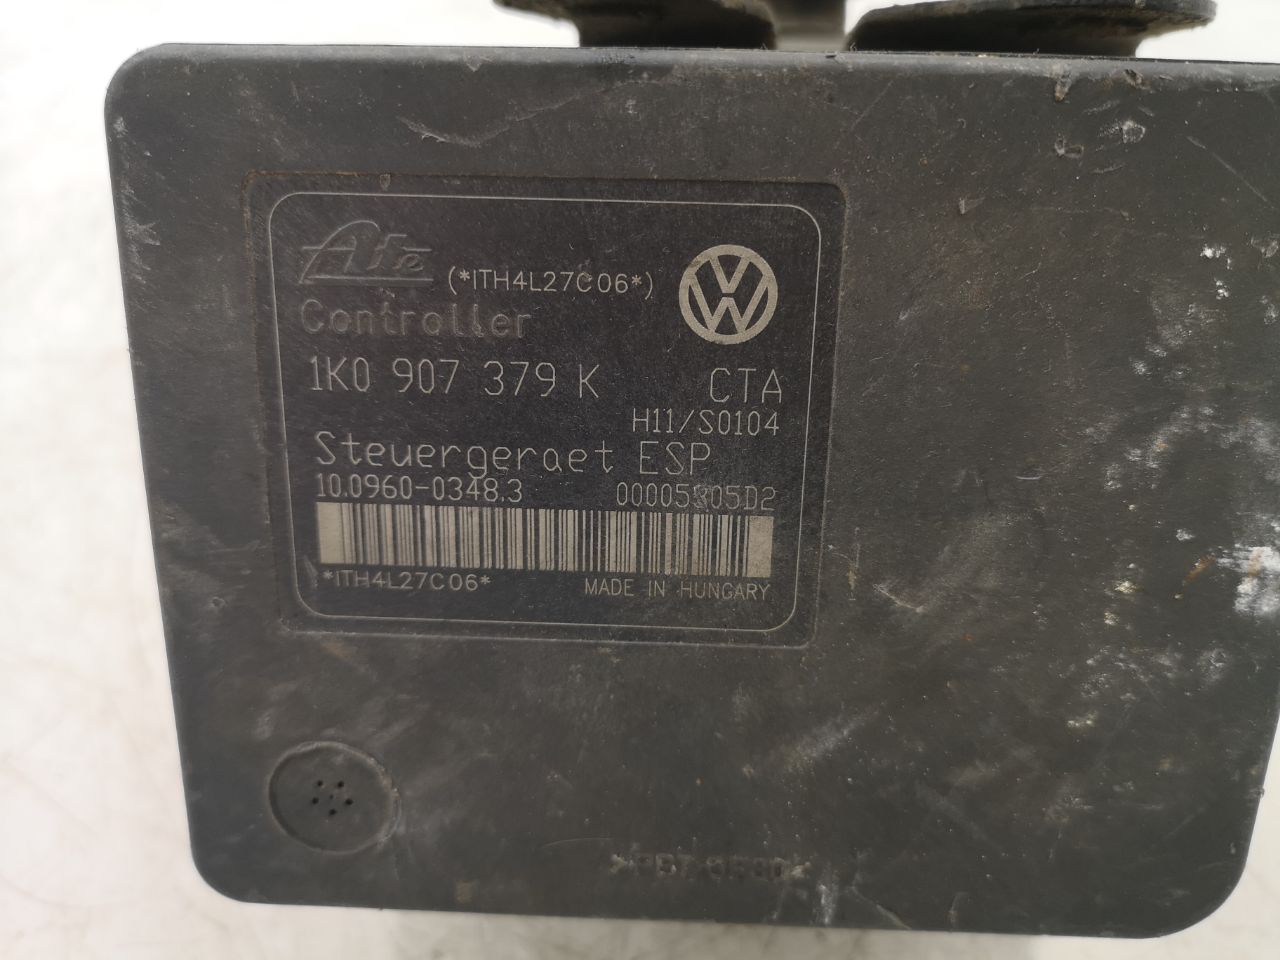 Ate (*ITH4L27C06*)
Controller
1K0 907 379 K CTA
H11/S0104
Steuergeraet ESP
10.0960-0348.3
*ITH4L27C06* MADE IN HUNGARY